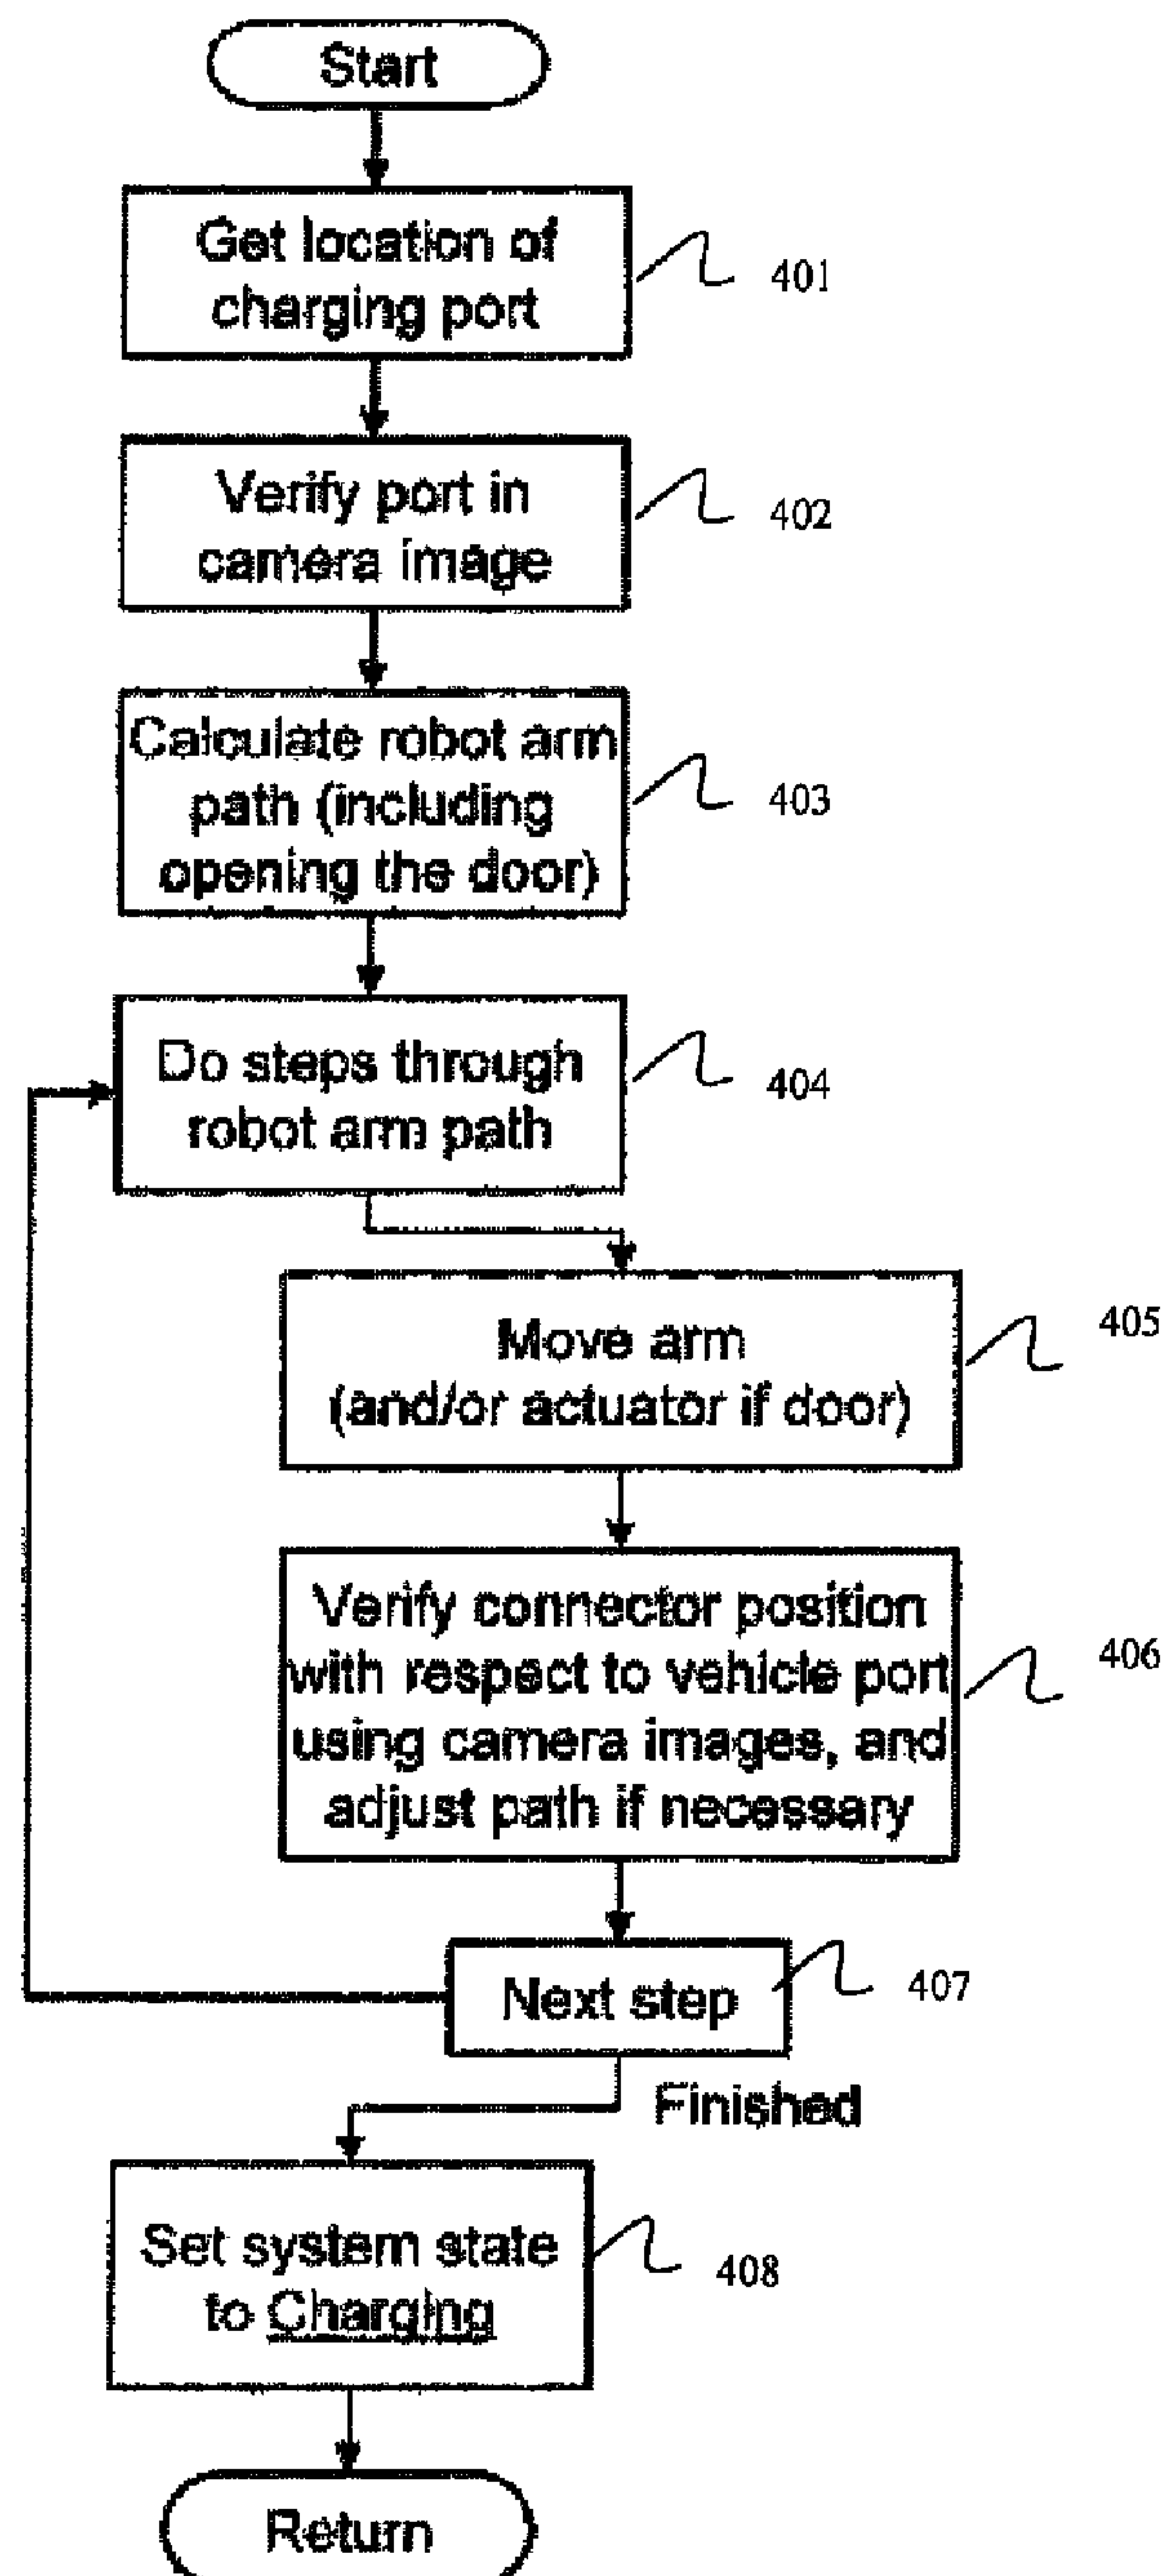 Start
Get location of
charging port
401
Verify port in
camera image
402
Calculate robot arm
path (including
opening the door)
403
Do steps through
robot arm path
404
Move arm
(and/or actuator if door)
405
Verify connector position
with respect to vehicle port
using camera images, and
adjust path if necessary
406
Next step
407
Finished
Set system state
to Charging
408
Return